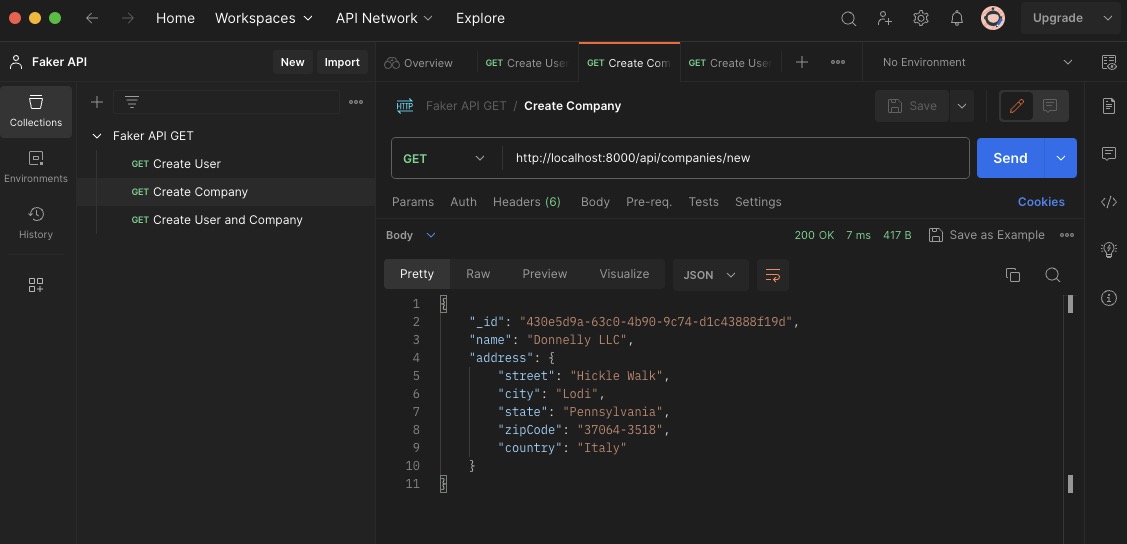 Home Workspaces API Network Explore Upgrade
Faker API New Import Overview GET Create Use GET Create Com GET Create Use No Environment
Collections
Environments
History
Faker API GET
GET Create User
GET Create Company
GET Create User and Company
HTTP Faker API GET / Create Company Save
GET http://localhost:8000/api/companies/new Send
Params Auth Headers (6) Body Pre-req. Tests Settings Cookies
Body 200 OK 7 ms 417 B Save as Example
Pretty Raw Preview Visualize JSON
1 {
2 "_id": "430e5d9a-63c0-4b90-9c74-d1c43888f19d",
3 "name": "Donnelly LLC",
4 "address": {
5 "street": "Hickle Walk",
6 "city": "Lodi",
7 "state": "Pennsylvania",
8 "zipCode": "37064-3518",
9 "country": "Italy"
10 }
11 }